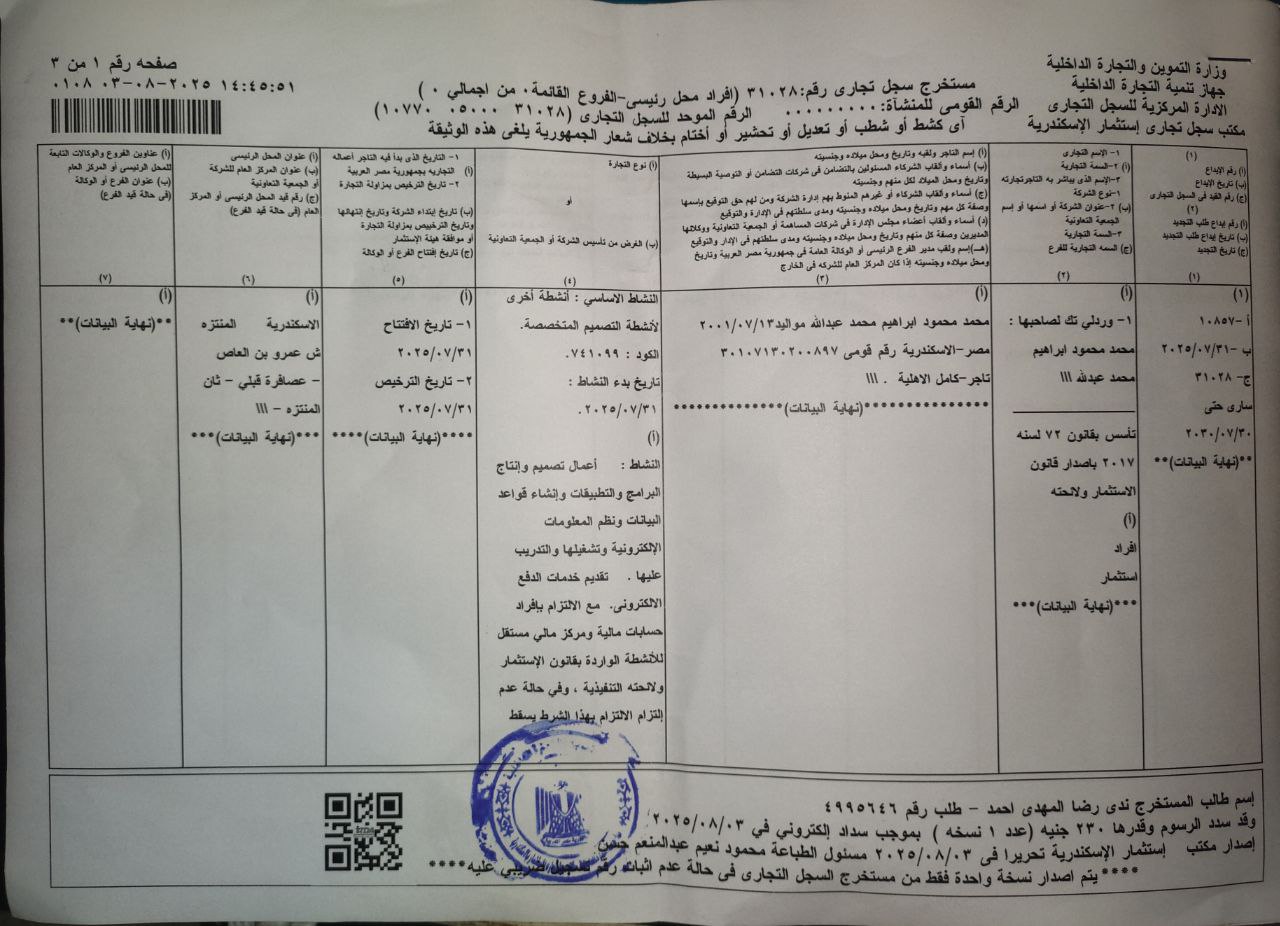 وزارة التموين والتجارة الداخلية
جهاز تنمية التجارة الداخلية
الادارة المركزية للسجل التجارى
مكتب سجل تجارى إستثمار الإسكندرية
مستخرج سجل تجارى رقم:٣١٠٢٨ (افراد محل رئيسى-الفروع القائمة٠ من اجمالي ٠ )
الرقم القومى للمنشأة:٠٠٠٠٠٠٠٠٠ الرقم الموحد للسجل التجارى (٣١٠٢٨ ٠٥٠٠٠ ١٠٧٧٠)
آى كشط أو شطب أو تعديل أو تحشير أو أختام بخلاف شعار الجمهورية يلغى هذه الوثيقة
صفحه رقم ١ من ٣
١٤:٤٥:٥١ ٢٠٢٥-٠٨-٠٣ ٠١٠٨
(١)
(أ) رقم الإيداع
(ب) تاريخ الإيداع
(ج) رقم القيد فى السجل التجارى
(٢)
(أ) رقم إيداع طلب التجديد
(ب) تاريخ إيداع طلب التجديد
(ج) تاريخ التجديد
(١)
١- الإسم التجارى
(أ) ٢-السمة التجارية
٣-الإسم الذى يباشر به التاجرتجارته
١-نوع الشركة
(ب) ٢-عنوان الشركة أو اسمها أو إسم
الجمعية التعاونية
٣-السمة التجارية
(ج) السمه التجارية للفرع
(٢)
(أ) إسم التاجر ولقبه وتاريخ ومحل ميلاده وجنسيته
(ب) أسماء وألقاب الشركاء المسئولين بالتضامن فى شركات التضامن أو التوصية البسيطة
وتاريخ ومحل الميلاد لكل منهم وجنسيته
(ج) أسماء وألقاب الشركاء أو غيرهم المنوط بهم إدارة الشركة ومن لهم حق التوقيع بإسمها
وصفة كل منهم وتاريخ ومحل ميلاده وجنسيته ومدى سلطتهم فى الإدارة والتوقيع
(د) أسماء وألقاب أعضاء مجلس الإدارة فى شركات المساهمة أو الجمعية التعاونية ووكلائها
المديرين وصفة كل منهم وتاريخ ومحل ميلاده وجنسيته ومدى سلطتهم فى الإدار والتوقيع
(هـ) إسم ولقب مدير الفرع الرئيسى أو الوكالة العامة فى جمهورية مصر العربية وتاريخ
ومحل ميلاده وجنسيته إذا كان المركز العام للشركه فى الخارج
(٣)
(أ) نوع التجارة
أو
(ب) الغرض من تأسيس الشركة أو الجمعية التعاونية
(٤)
١- التاريخ الذى بدأ فيه التاجر أعماله
(أ) التجاريه بجمهورية مصر العربية
٢- تاريخ الترخيص بمزاولة التجارة
(ب) تاريخ إبتداء الشركة وتاريخ إنتهائها
وتاريخ الترخيص بمزاولة التجارة
أو موافقة هيئة الإستثمار
(ج) تاريخ إفتتاح الفرع أو الوكالة
(٥)
(أ) عنوان المحل الرئيسى
(ب) عنوان المركز العام للشركة
أو الجمعية التعاونية
(ج) رقم قيد المحل الرئيسى أو المركز
العام (فى حالة قيد الفرع)
(٦)
(أ) عناوين الفروع والوكالات التابعة
للمحل الرئيسى أو المركز العام
(ب) عنوان الفرع أو الوكالة
(فى حالة قيد الفرع)
(٧)
(١)
أ -١٠٨٥٧
ب -٢٠٢٥/٠٧/٣١
ج- ٣١٠٢٨
سارى حتى
٢٠٣٠/٠٧/٣٠
**(نهاية البيانات)**
(أ)
١- وردلي تك لصاحبها :
محمد محمود ابراهيم
محمد عبدالله \\\
تأسس بقانون ٧٢ لسنه
٢٠١٧ باصدار قانون
الاستثمار ولائحته
(أ)
افراد
استثمار
***(نهاية البيانات)***
(أ)
محمد محمود ابراهيم محمد عبدالله مواليد٢٠٠١/٠٧/١٣
مصر-الاسكندرية رقم قومى ٣٠١٠٧١٣٠٢٠٠٨٩٧
تاجر-كامل الاهلية . \\\
**************(نهاية البيانات)**************
النشاط الاساسي : أنشطة أخرى
لأنشطة التصميم المتخصصة.
الكود : ٧٤١٠٩٩.
تاريخ بدء النشاط :
٢٠٢٥/٠٧/٣١.
(أ)
النشاط : أعمال تصميم وإنتاج
البرامج والتطبيقات وإنشاء قواعد
البيانات ونظم المعلومات
الإلكترونية وتشغيلها والتدريب
عليها . تقديم خدمات الدفع
الالكترونى. مع الالتزام بإفراد
حسابات مالية ومركز مالي مستقل
للأنشطة الواردة بقانون الإستثمار
ولائحته التنفيذية ، وفي حالة عدم
إلتزام الالتزام بهذا الشرط يسقط
(أ)
١- تاريخ الافتتاح
٢٠٢٥/٠٧/٣١
٢- تاريخ الترخيص
٢٠٢٥/٠٧/٣١
****(نهاية البيانات)****
(أ)
الاسكندرية المنتزه
ش عمرو بن العاص
- عصافرة قبلي - ثان
المنتزه - \\\
***(نهاية البيانات)***
(أ)
**(نهاية البيانات)**
إسم طالب المستخرج ندى رضا المهدى احمد - طلب رقم ٤٩٩٥٦٤٦
وقد سدد الرسوم وقدرها ٢٣٠ جنيه (عدد ١ نسخه ) بموجب سداد إلكتروني في ٢٠٢٥/٠٨/٠٣
إصدار مكتب إستثمار الإسكندرية تحريرا فى ٢٠٢٥/٠٨/٠٣ مسئول الطباعة محمود نعيم عبدالمنعم
****يتم اصدار نسخة واحدة فقط من مستخرج السجل التجارى فى حالة عدم اثبات رقم تسجيل ضريبي عليه****